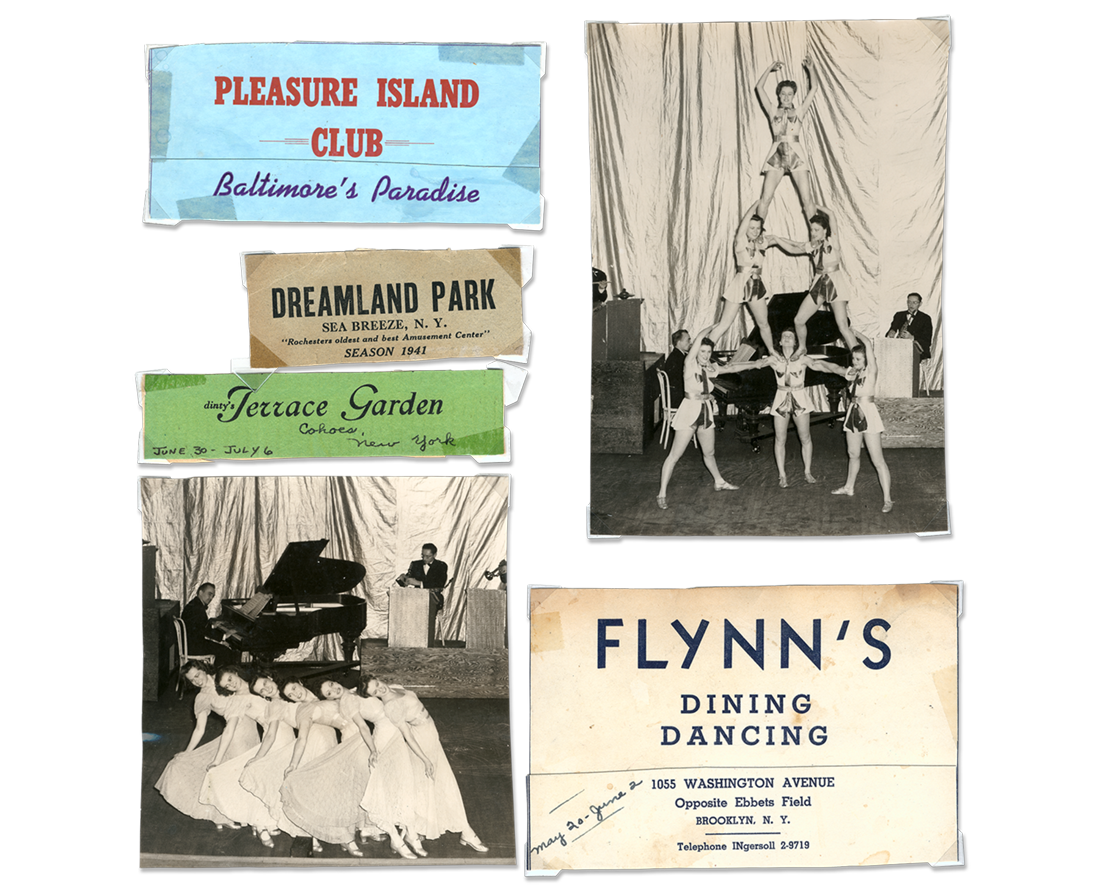 PLEASURE ISLAND
CLUB
Baltimore's Paradise
DREAMLAND PARK
SEA BREEZE, N. Y.
"Rochesters oldest and best Amusement Center"
SEASON 1941
dinty's Terrace Garden
Cohoes,
New York
JUNE 30 - JULY 6
FLYNN'S
DINING
DANCING
1055 WASHINGTON AVENUE
Opposite Ebbets Field
BROOKLYN, N. Y.
Telephone INgersoll 2-9719
May 20 - June 2